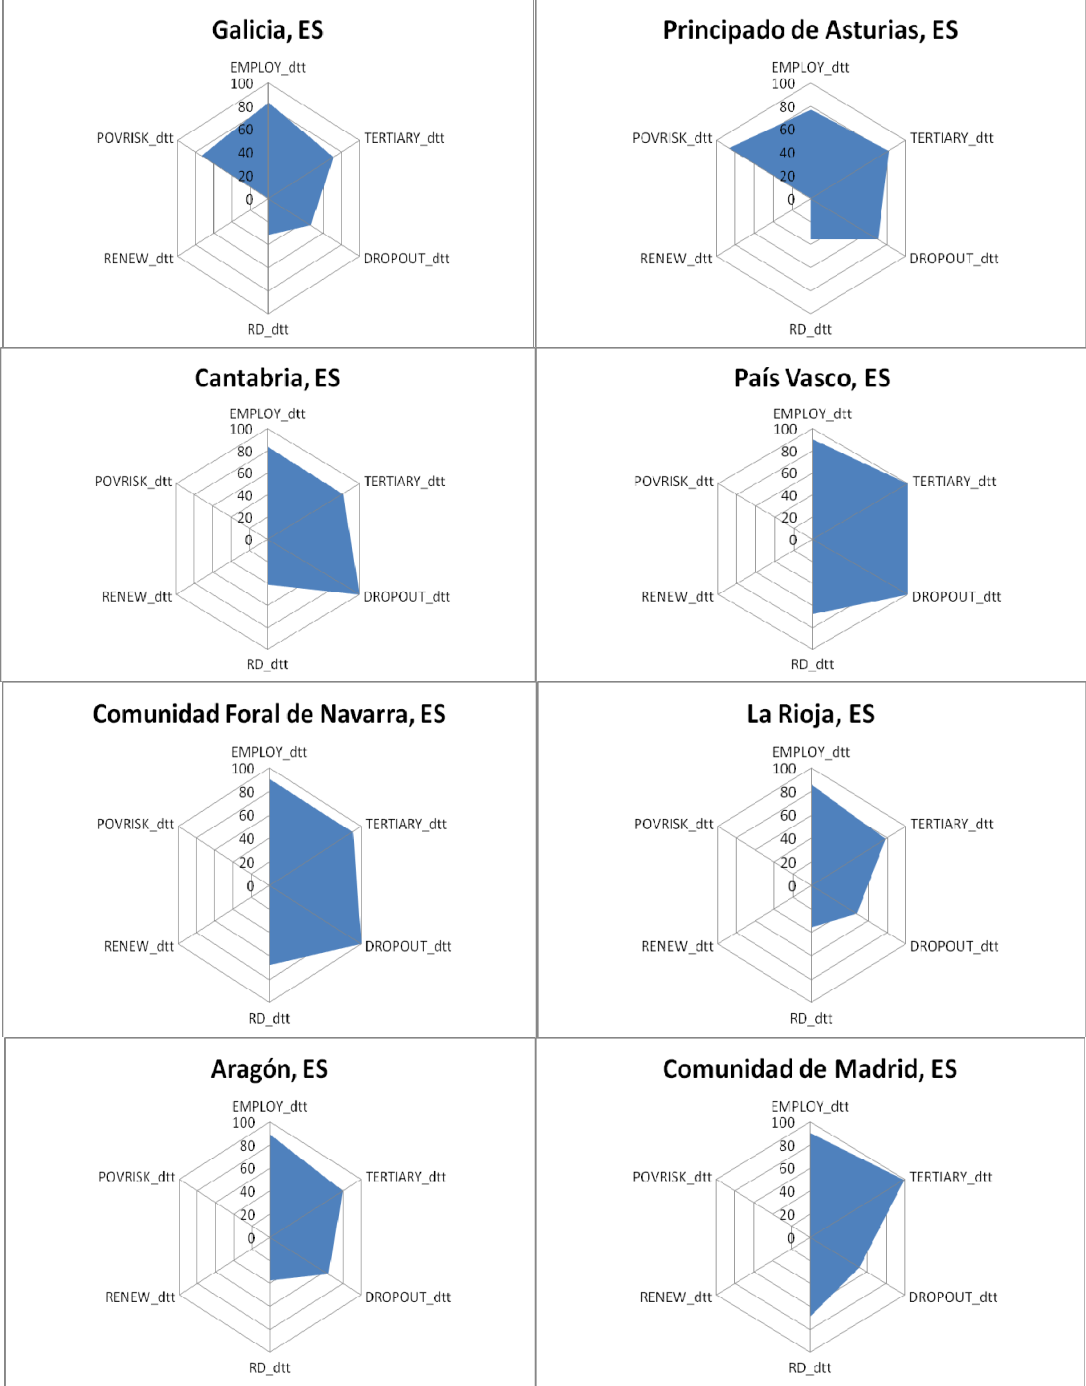 Galicia, ES
EMPLOY_dtt
100
80
60
40
20
0
TERTIARY_dtt
DROPOUT_dtt
RD_dtt
RENEW_dtt
POVRISK_dtt
Principado de Asturias, ES
EMPLOY_dtt
100
80
60
40
20
0
TERTIARY_dtt
DROPOUT_dtt
RD_dtt
RENEW_dtt
POVRISK_dtt
Cantabria, ES
EMPLOY_dtt
100
80
60
40
20
0
TERTIARY_dtt
DROPOUT_dtt
RD_dtt
RENEW_dtt
POVRISK_dtt
País Vasco, ES
EMPLOY_dtt
100
80
60
40
20
0
TERTIARY_dtt
DROPOUT_dtt
RD_dtt
RENEW_dtt
POVRISK_dtt
Comunidad Foral de Navarra, ES
EMPLOY_dtt
100
80
60
40
20
0
TERTIARY_dtt
DROPOUT_dtt
RD_dtt
RENEW_dtt
POVRISK_dtt
La Rioja, ES
EMPLOY_dtt
100
80
60
40
20
0
TERTIARY_dtt
DROPOUT_dtt
RD_dtt
RENEW_dtt
POVRISK_dtt
Aragón, ES
EMPLOY_dtt
100
80
60
40
20
0
TERTIARY_dtt
DROPOUT_dtt
RD_dtt
RENEW_dtt
POVRISK_dtt
Comunidad de Madrid, ES
EMPLOY_dtt
100
80
60
40
20
0
TERTIARY_dtt
DROPOUT_dtt
RD_dtt
RENEW_dtt
POVRISK_dtt